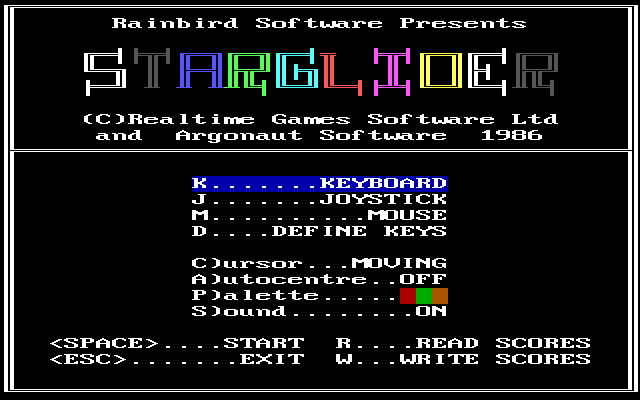 Rainbird Software Presents
STARGLIDER
(C)Realtime Games Software Ltd
and Argonaut Software 1986
K.......KEYBOARD
J.......JOYSTICK
M..........MOUSE
D....DEFINE KEYS
C)ursor...MOVING
A)utocentre..OFF
P)alette.....
S)ound........ON
<SPACE>....START R....READ SCORES
<ESC>.......EXIT W...WRITE SCORES